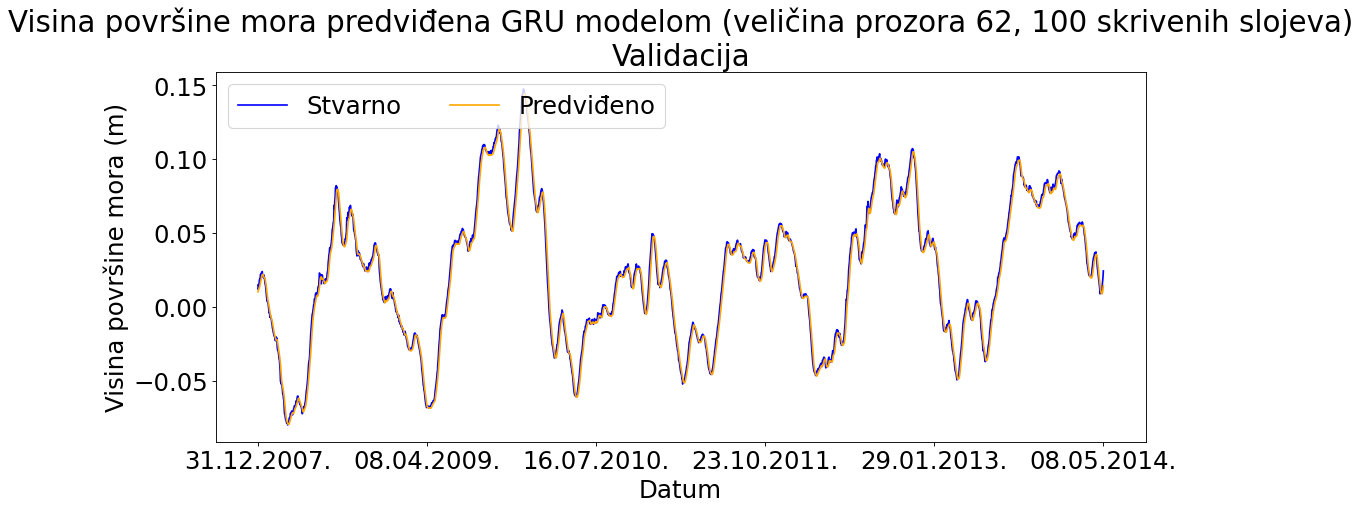 Visina površine mora predviđena GRU modelom (veličina prozora 62, 100 skrivenih slojeva)
Validacija
Stvarno Predviđeno
Visina površine mora (m)
0.15
0.10
0.05
0.00
−0.05
31.12.2007. 08.04.2009. 16.07.2010. 23.10.2011. 29.01.2013. 08.05.2014.
Datum